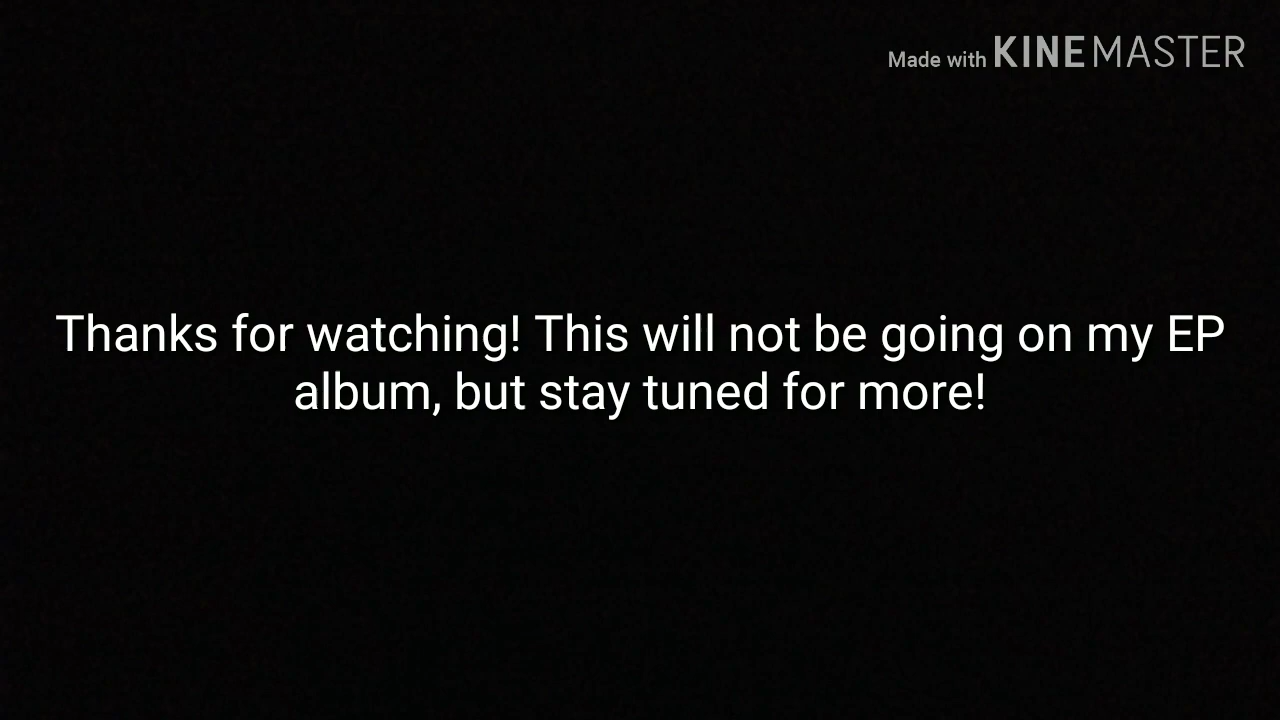 Made with KINEMASTER
Thanks for watching! This will not be going on my EP
album, but stay tuned for more!